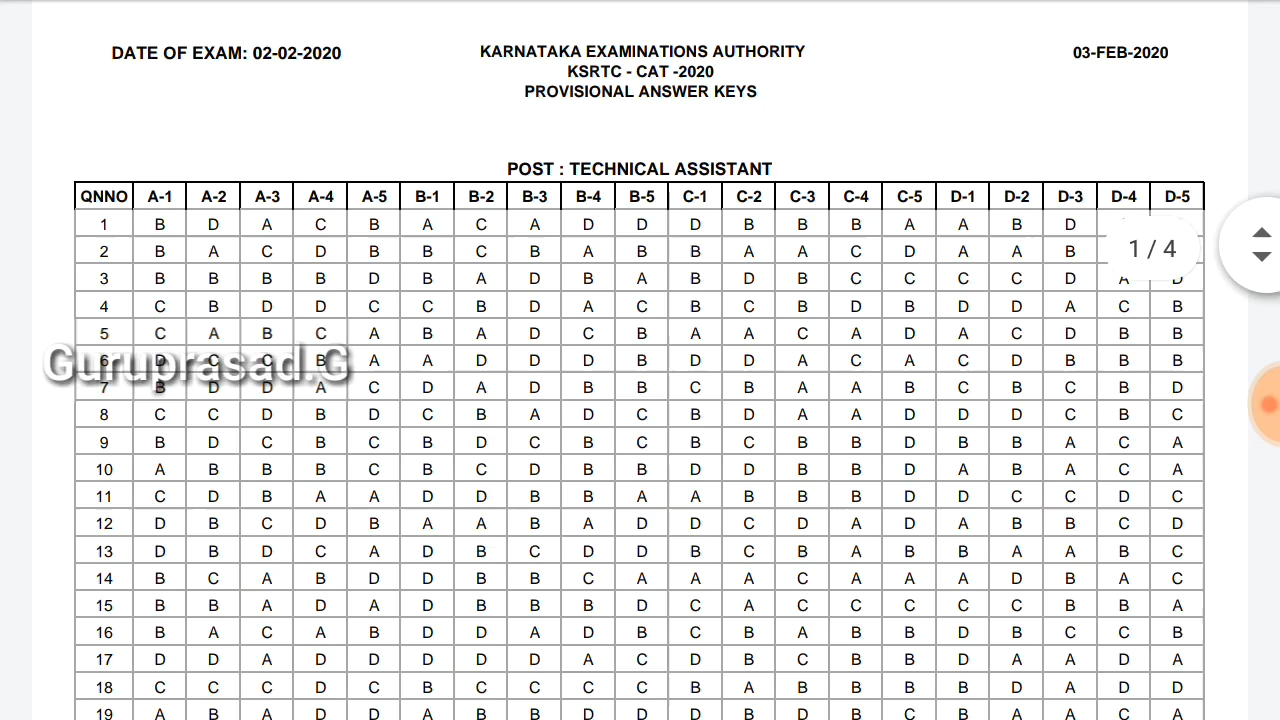 DATE OF EXAM: 02-02-2020 KARNATAKA EXAMINATIONS AUTHORITY 03-FEB-2020
KSRTC - CAT -2020
PROVISIONAL ANSWER KEYS
POST : TECHNICAL ASSISTANT
QNNO A-1 A-2 A-3 A-4 A-5 B-1 B-2 B-3 B-4 B-5 C-1 C-2 C-3 C-4 C-5 D-1 D-2 D-3 D-4 D-5
1 B D A C B A C A D D D B B B A A B D
2 B A C D B B C B A B B A A C D A A B 1 / 4
3 B B B B D B A D B A B D B C C C C D A D
4 C B D D C C B D A C B C B D B D D A C B
5 C A B C A B A D C B A A C A D A C D B B
6 D C C B A A D D D B D D A C A C D B B B
Guruprasad.G
7 B D D A C D A D B B C B A A B C B C B D
8 C C D B D C B A D C B D A A D D D C B C
9 B D C B C B D C B C B C B B D B B A C A
10 A B B B C B C D B B D D B B D A B A C A
11 C D B A A D D B B A A B B B D D C C D C
12 D B C D B A A B A D D C D A D A B B C D
13 D B D C A D B C D D B C B A B B A A B C
14 B C A B D D B B C A A A C A A A D B A C
15 B B A D A D B B B D C A C C C C C B B A
16 B A C A B D D A D B C B A B B D B C C B
17 D D A D D D D D A C D B C B B D A A D A
18 C C C D C B C C C C B A B B B B D A D D
19 A B A D D A B B D D D B D B C B A A C A